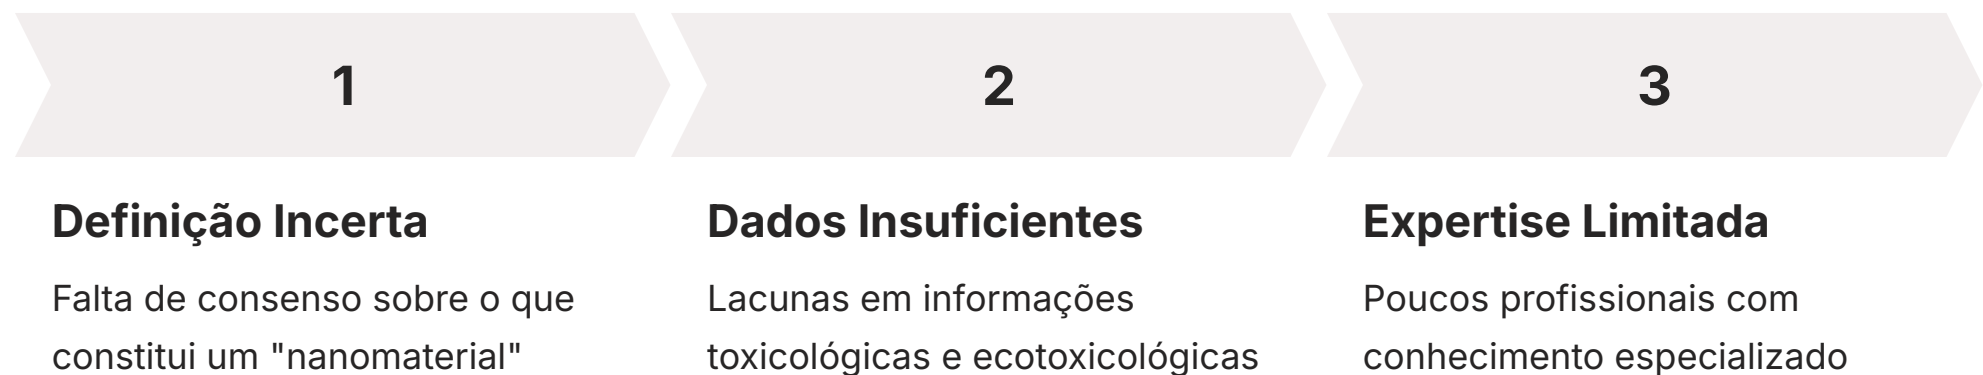 1
2
3
Definição Incerta
Falta de consenso sobre o que
constitui um "nanomaterial"
Dados Insuficientes
Lacunas em informações
toxicológicas e ecotoxicológicas
Expertise Limitada
Poucos profissionais com
conhecimento especializado